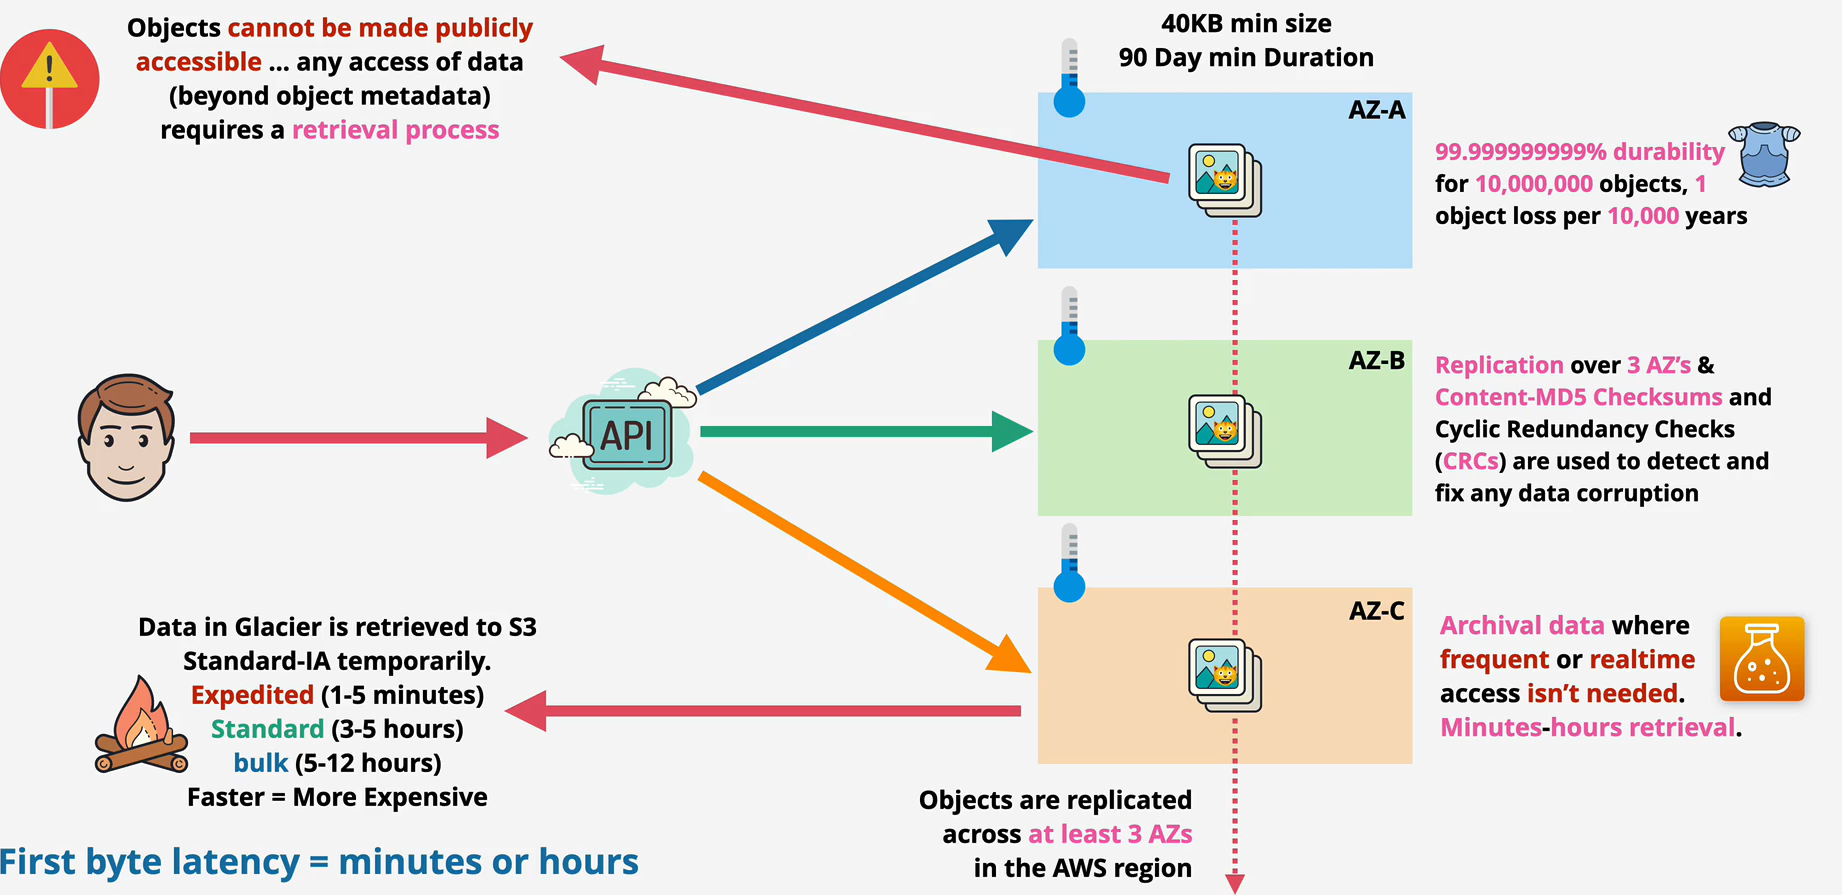 Objects cannot be made publicly
accessible ... any access of data
(beyond object metadata)
requires a retrieval process
40KB min size
90 Day min Duration
AZ-A
99.999999999% durability
for 10,000,000 objects, 1
object loss per 10,000 years
API
AZ-B
Replication over 3 AZ's &
Content-MD5 Checksums and
Cyclic Redundancy Checks
(CRCs) are used to detect and
fix any data corruption
AZ-C
Archival data where
frequent or realtime
access isn't needed.
Minutes-hours retrieval.
Data in Glacier is retrieved to S3
Standard-IA temporarily.
Expedited (1-5 minutes)
Standard (3-5 hours)
bulk (5-12 hours)
Faster = More Expensive
Objects are replicated
across at least 3 AZs
in the AWS region
First byte latency = minutes or hours